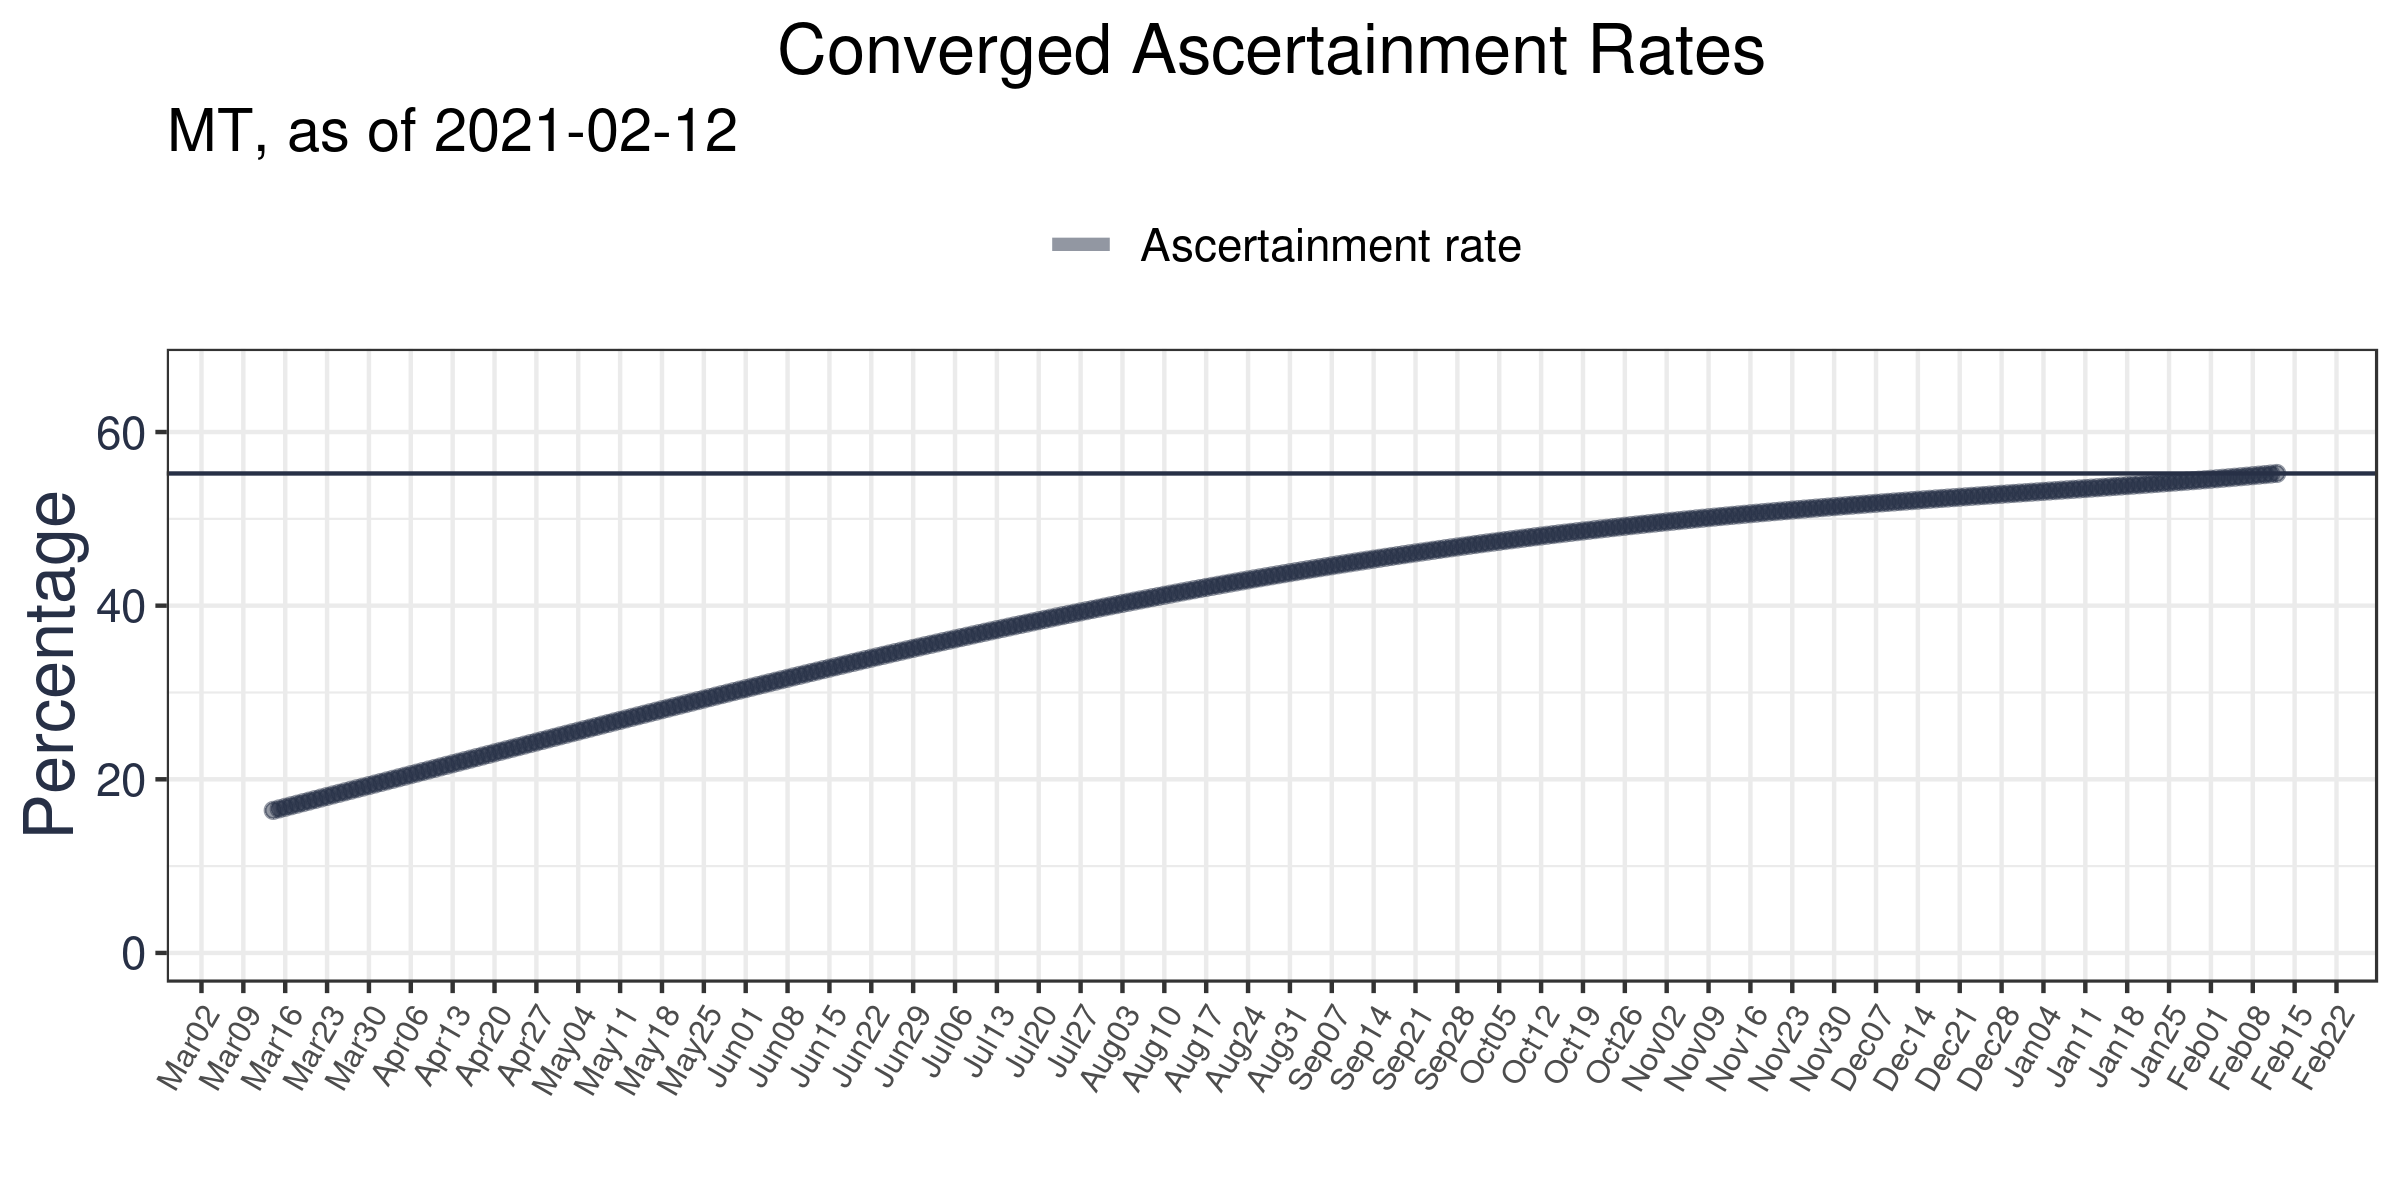 Converged Ascertainment Rates
MT, as of 2021-02-12
Ascertainment rate
Percentage
60
40
20
0
Mar02
Mar09
Mar16
Mar23
Mar30
Apr06
Apr13
Apr20
Apr27
May04
May11
May18
May25
Jun01
Jun08
Jun15
Jun22
Jun29
Jul06
Jul13
Jul20
Jul27
Aug03
Aug10
Aug17
Aug24
Aug31
Sep07
Sep14
Sep21
Sep28
Oct05
Oct12
Oct19
Oct26
Nov02
Nov09
Nov16
Nov23
Nov30
Dec07
Dec14
Dec21
Dec28
Jan04
Jan11
Jan18
Jan25
Feb01
Feb08
Feb15
Feb22